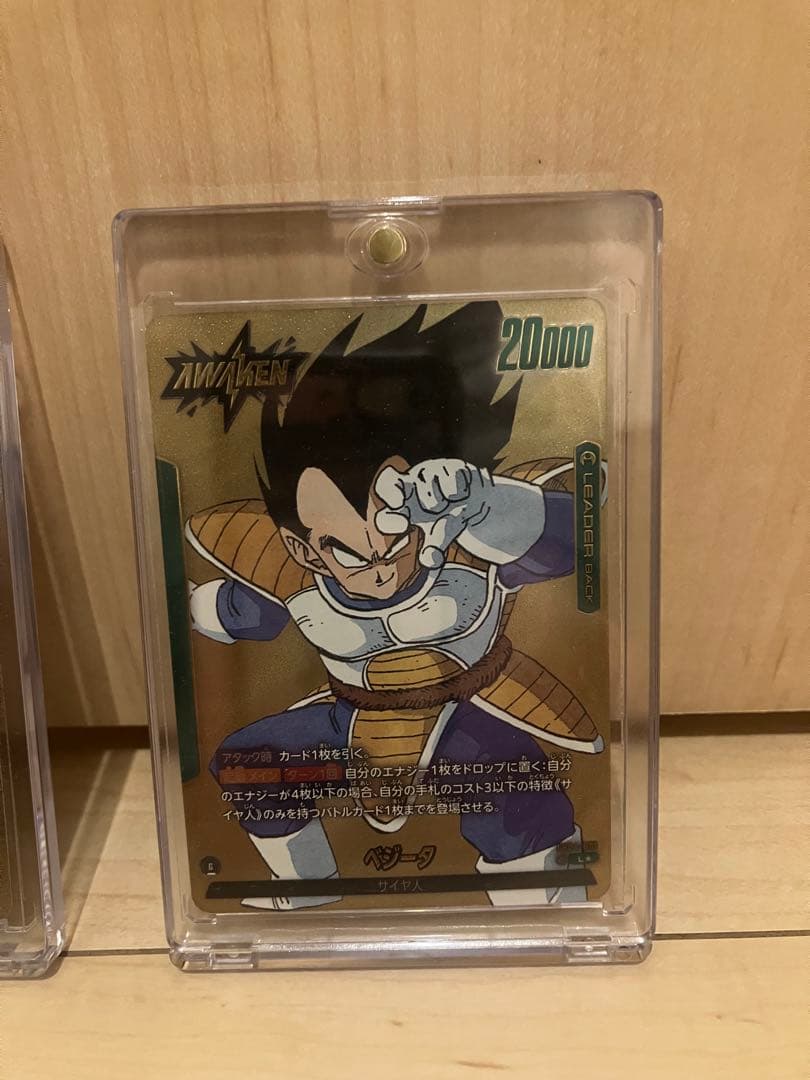 AWAKEN
20000
LEADER BACK
アタック時 カード1枚を引く。
起動メイン ターン1回 自分のエナジー1枚をドロップに置く:自分
のエナジーが4枚以下の場合、自分の手札のコスト3以下の特徴《サ
イヤ人》のみを持つバトルカード1枚までを登場させる。
ベジータ
L★
サイヤ人